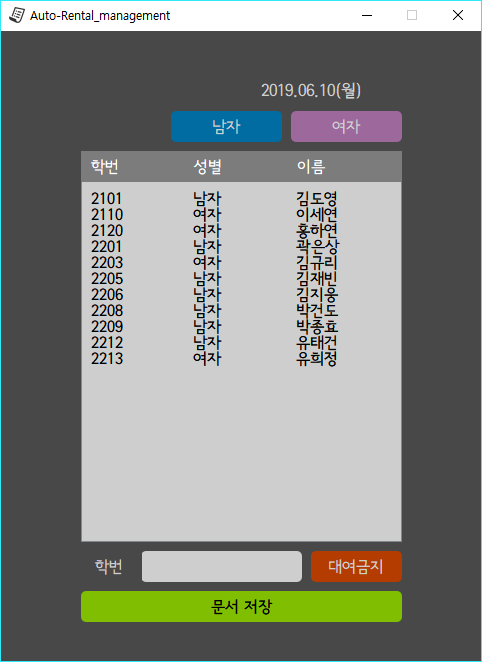 Auto-Rental_management
2019.06.10(월)
남자 여자
학번 성별 이름
2101 남자 김도영
2110 여자 이세연
2120 여자 홍하연
2201 남자 곽은상
2203 여자 김규리
2205 남자 김재빈
2206 남자 김지웅
2208 남자 박건도
2209 남자 박종효
2212 남자 유태건
2213 여자 유희정
학번 대여금지
문서 저장